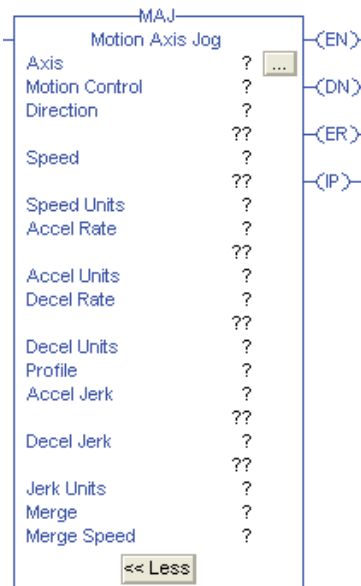 MAJ
Motion Axis Jog
(EN)
Axis ? ...
Motion Control ?
(DN)
Direction ?
??
(ER)
Speed ?
??
(IP)
Speed Units ?
Accel Rate ?
??
Accel Units ?
Decel Rate ?
??
Decel Units ?
Profile ?
Accel Jerk ?
??
Decel Jerk ?
??
Jerk Units ?
Merge ?
Merge Speed ?
<< Less